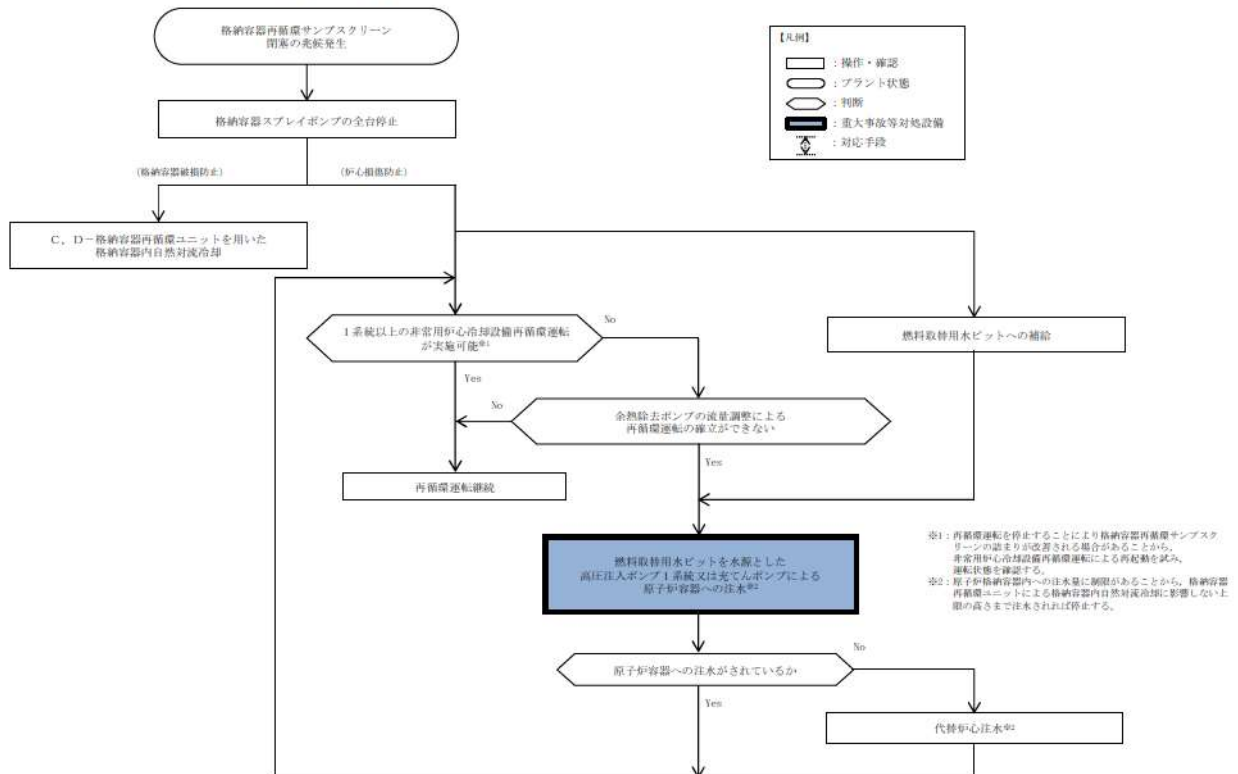 格納容器再循環サンプスクリーン
閉塞の兆候発生
【凡例】
：操作・確認
：プラント状態
：判断
：重大事故等対処設備
：対応手段
格納容器スプレイポンプの全台停止
(格納容器破損防止)
(炉心損傷防止)
C，D－格納容器再循環ユニットを用いた
格納容器内自然対流冷却
1系統以上の非常用炉心冷却設備再循環運転
が実施可能※1
No
Yes
燃料取替用水ピットへの補給
余熱除去ポンプの流量調整による
再循環運転の確立ができない
No
Yes
再循環運転継続
燃料取替用水ピットを水源とした
高圧注入ポンプ1系統又は充てんポンプによる
原子炉容器への注水※2
※1：再循環運転を停止することにより格納容器再循環サンプスク
リーンの詰まりが改善される場合があることから，
非常用炉心冷却設備再循環運転による再起動を試み，
運転状態を確認する。
※2：原子炉格納容器内への注水量に制限があることから，格納容器
再循環ユニットによる格納容器内自然対流冷却に影響しない上
限の高さまで注水されれば停止する。
原子炉容器への注水がされているか
No
Yes
代替炉心注水※2